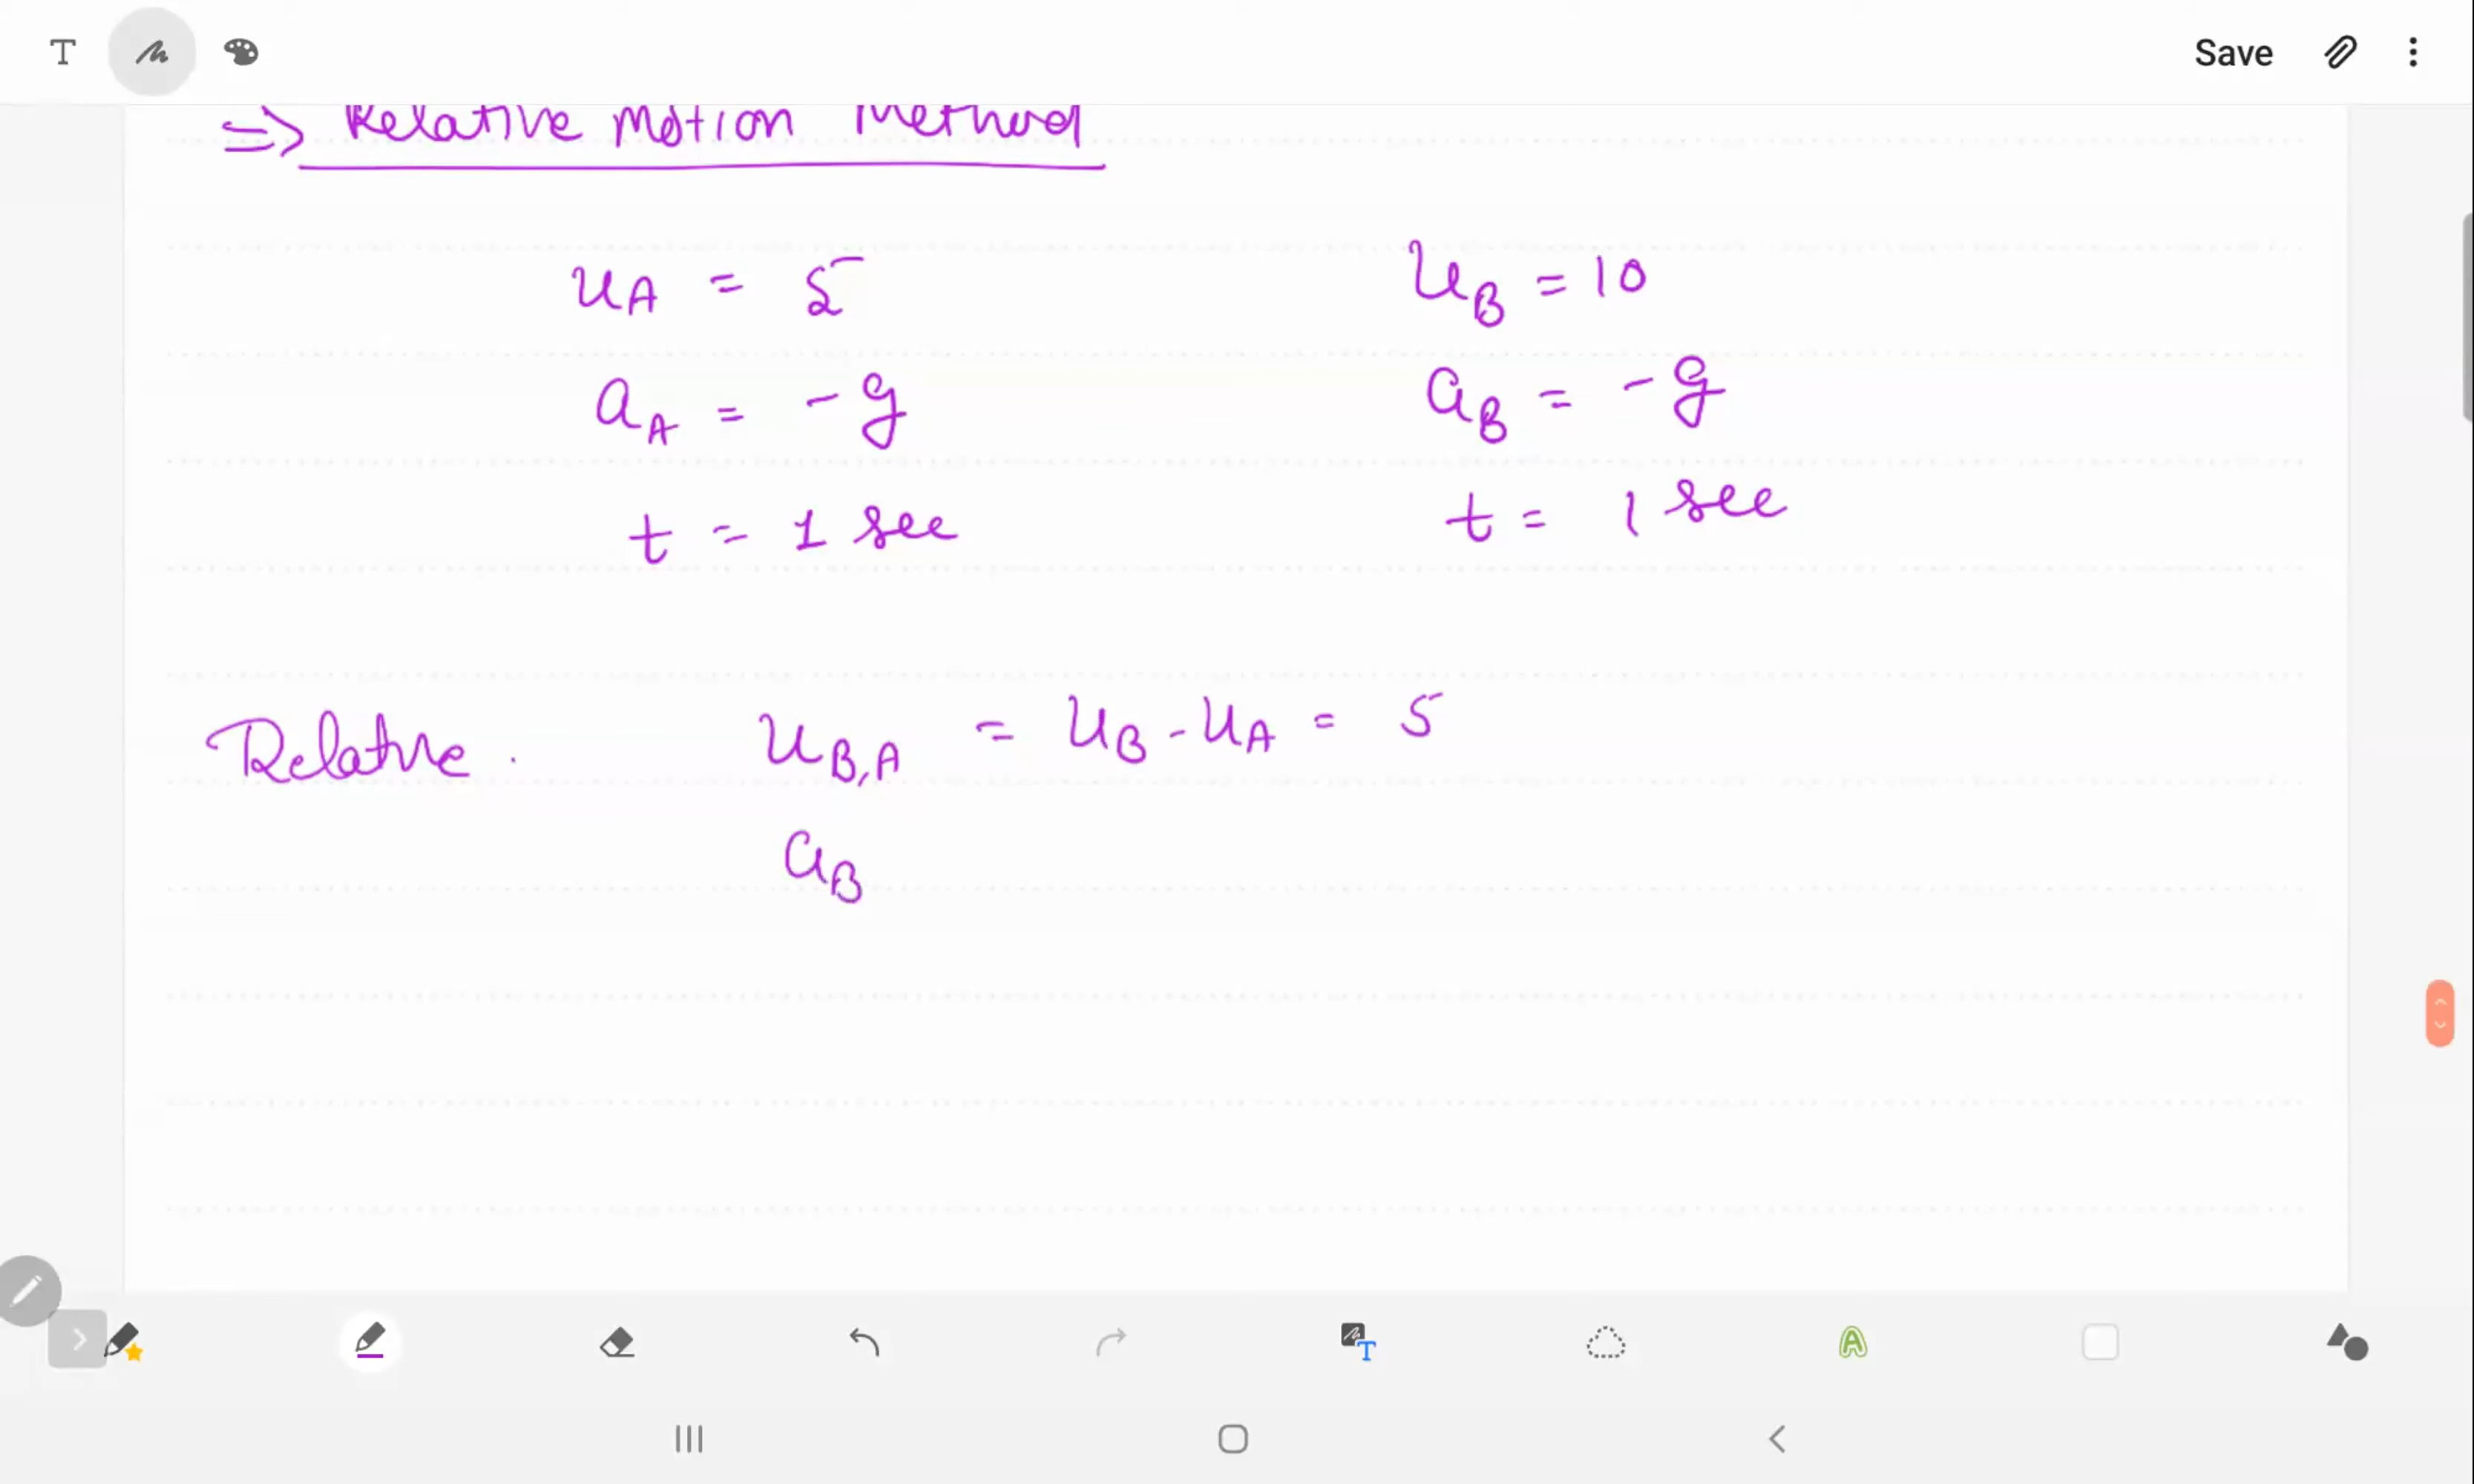 T Save
=> Relative Motion Method
uA = 5 uB = 10
aA = -g aB = -g
t = 1 sec t = 1 sec
Relative. uB,A = uB - uA = 5
aB
T A